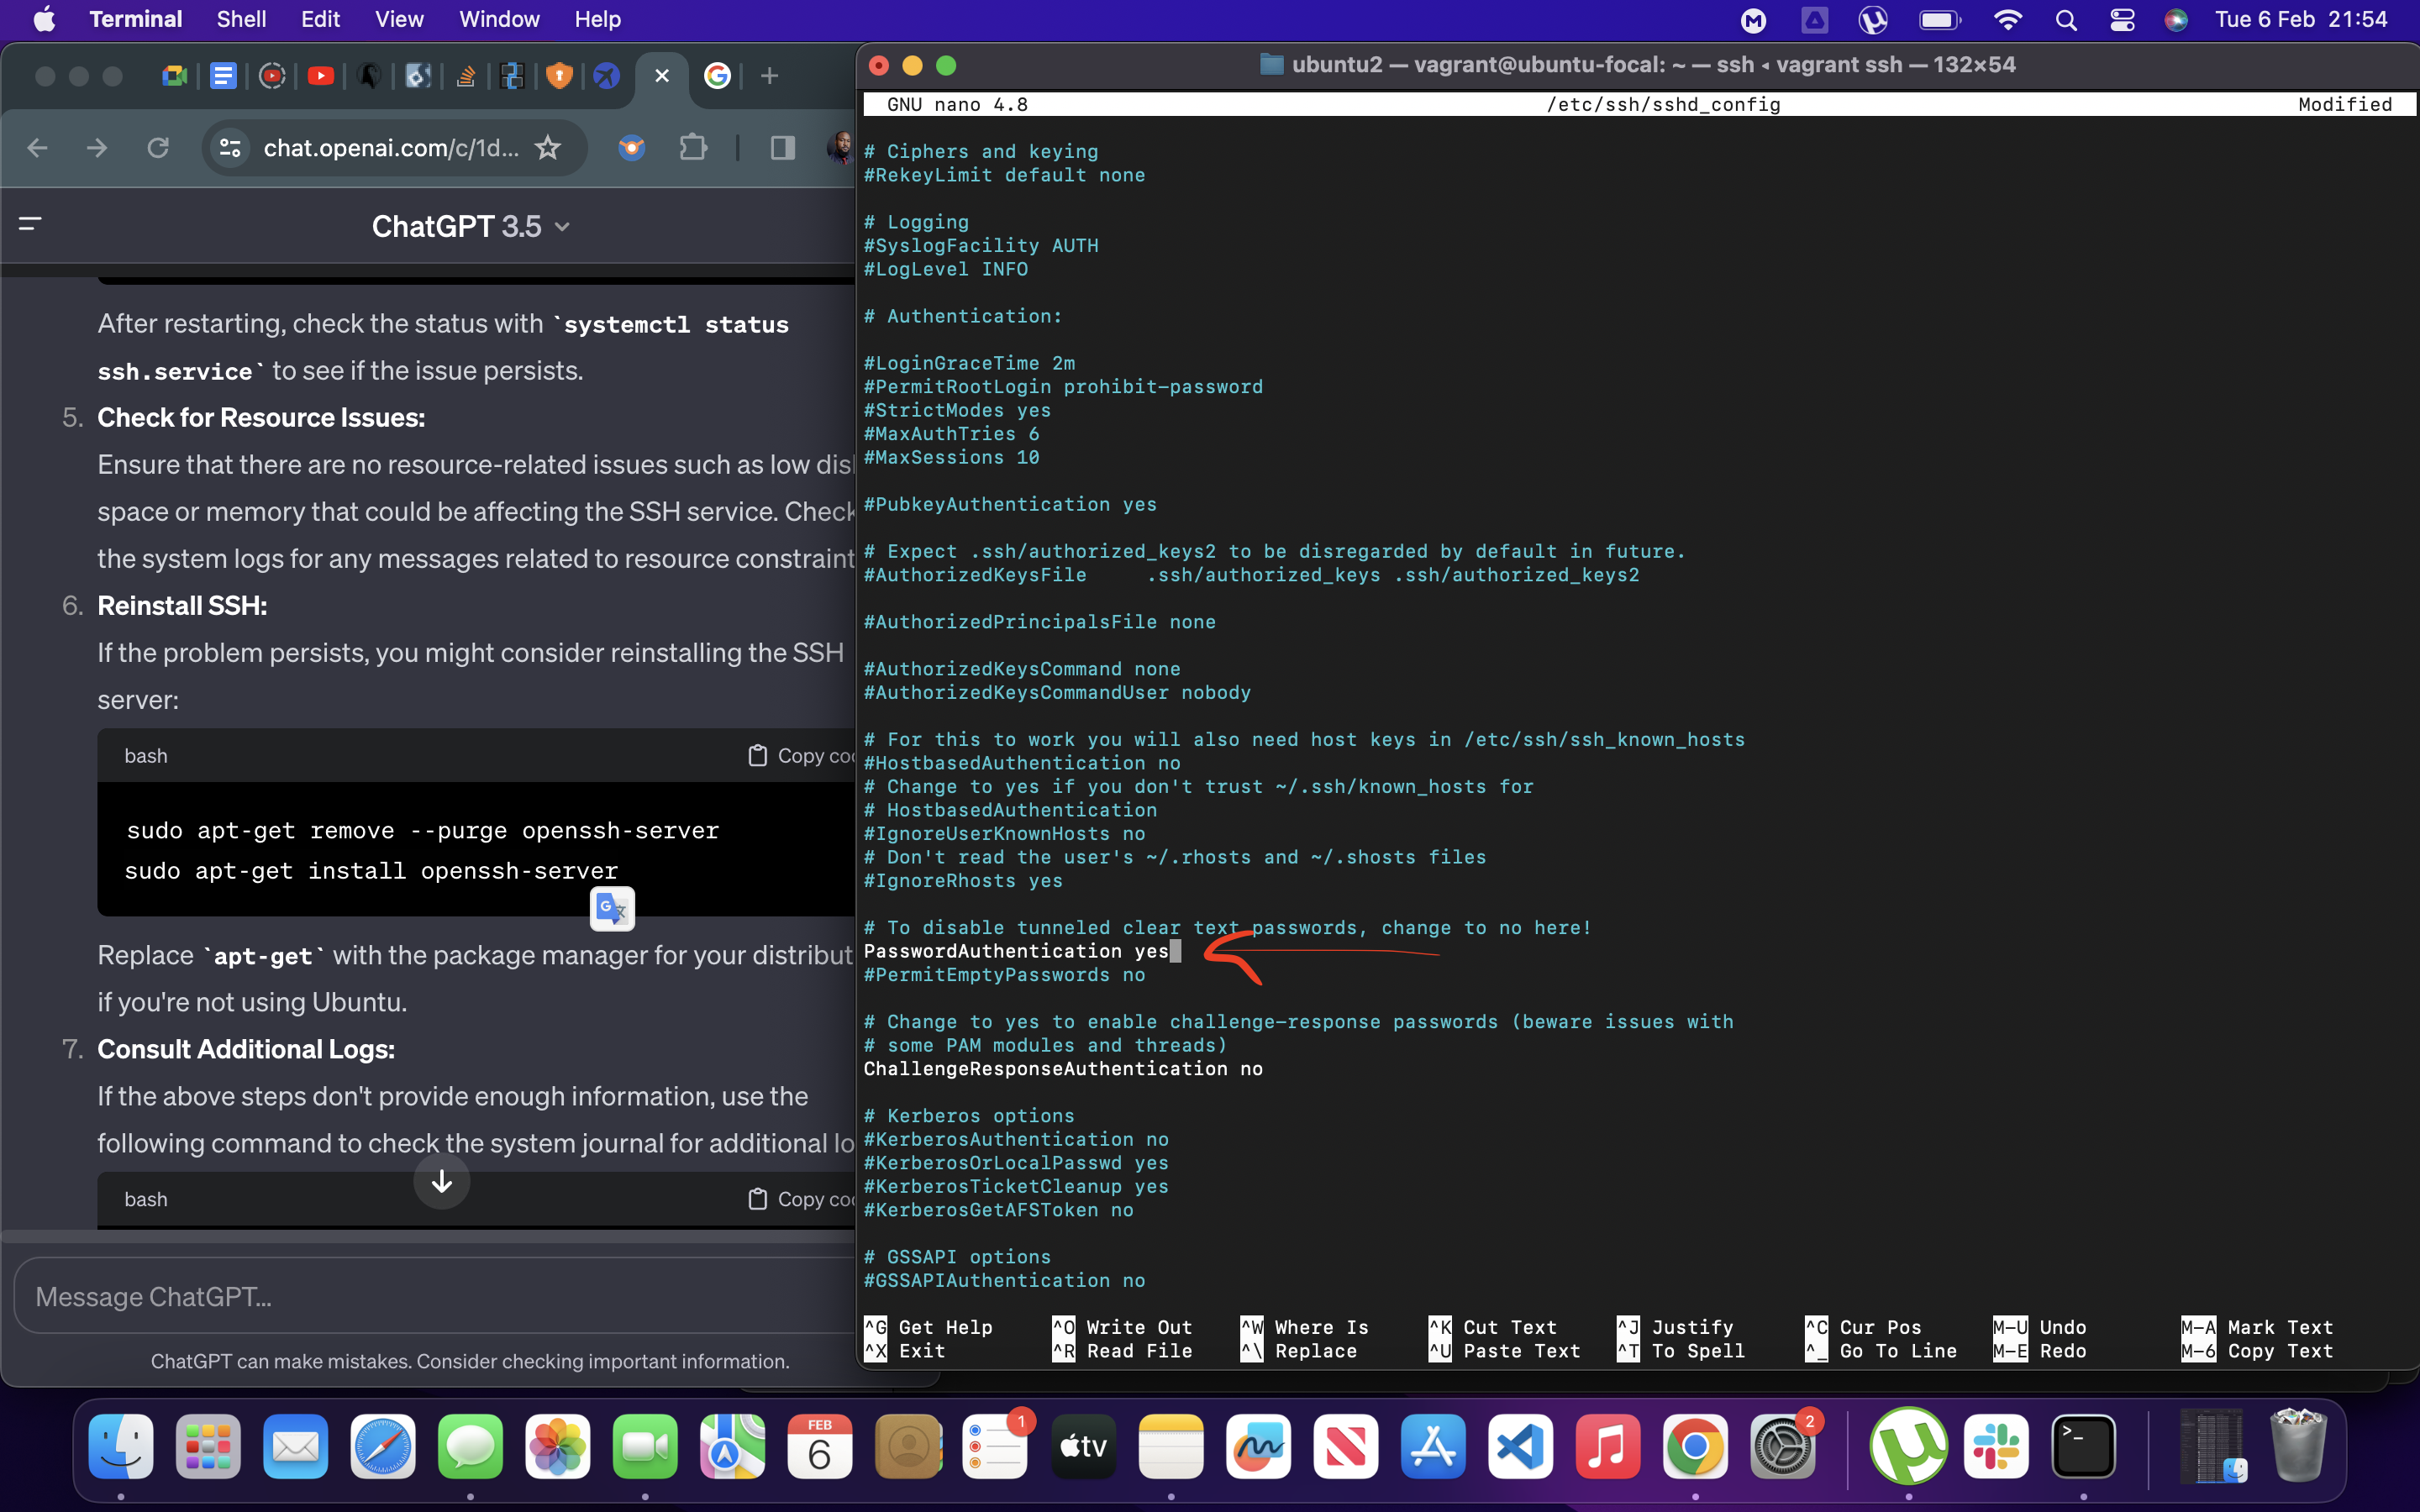 Terminal Shell Edit View Window Help
Tue 6 Feb 21:54
chat.openai.com/c/1d...
ChatGPT 3.5
After restarting, check the status with `systemctl status
ssh.service` to see if the issue persists.
5. Check for Resource Issues:
Ensure that there are no resource-related issues such as low dis
space or memory that could be affecting the SSH service. Check
the system logs for any messages related to resource constraint
6. Reinstall SSH:
If the problem persists, you might consider reinstalling the SSH
server:
bash
Copy coc
sudo apt-get remove --purge openssh-server
sudo apt-get install openssh-server
Replace `apt-get` with the package manager for your distribut
if you're not using Ubuntu.
7. Consult Additional Logs:
If the above steps don't provide enough information, use the
following command to check the system journal for additional lo
bash
Copy coc
Message ChatGPT...
ChatGPT can make mistakes. Consider checking important information.
ubuntu2 — vagrant@ubuntu-focal: ~ — ssh ◂ vagrant ssh — 132×54
GNU nano 4.8 /etc/ssh/sshd_config Modified
# Ciphers and keying
#RekeyLimit default none
# Logging
#SyslogFacility AUTH
#LogLevel INFO
# Authentication:
#LoginGraceTime 2m
#PermitRootLogin prohibit-password
#StrictModes yes
#MaxAuthTries 6
#MaxSessions 10
#PubkeyAuthentication yes
# Expect .ssh/authorized_keys2 to be disregarded by default in future.
#AuthorizedKeysFile .ssh/authorized_keys .ssh/authorized_keys2
#AuthorizedPrincipalsFile none
#AuthorizedKeysCommand none
#AuthorizedKeysCommandUser nobody
# For this to work you will also need host keys in /etc/ssh/ssh_known_hosts
#HostbasedAuthentication no
# Change to yes if you don't trust ~/.ssh/known_hosts for
# HostbasedAuthentication
#IgnoreUserKnownHosts no
# Don't read the user's ~/.rhosts and ~/.shosts files
#IgnoreRhosts yes
# To disable tunneled clear text passwords, change to no here!
PasswordAuthentication yes
#PermitEmptyPasswords no
# Change to yes to enable challenge-response passwords (beware issues with
# some PAM modules and threads)
ChallengeResponseAuthentication no
# Kerberos options
#KerberosAuthentication no
#KerberosOrLocalPasswd yes
#KerberosTicketCleanup yes
#KerberosGetAFSToken no
# GSSAPI options
#GSSAPIAuthentication no
^G Get Help ^O Write Out ^W Where Is ^K Cut Text ^J Justify ^C Cur Pos M-U Undo M-A Mark Text
^X Exit ^R Read File ^\ Replace ^U Paste Text ^T To Spell ^_ Go To Line M-E Redo M-6 Copy Text
FEB
6
1
tv
2